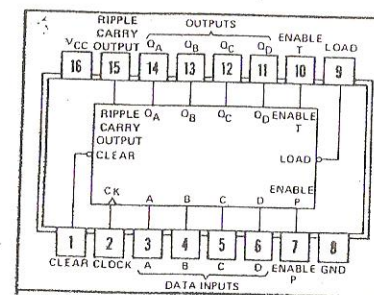 RIPPLE OUTPUTS
VCC CARRY OUTPUT QA QB QC QD ENABLE T LOAD
16 15 14 13 12 11 10 9
RIPPLE QA QB QC QD ENABLE
CARRY T
OUTPUT
CLEAR LOAD
ENABLE
CK A B C D P
1 2 3 4 5 6 7 8
CLEAR CLOCK A B C D ENABLE GND
P
DATA INPUTS